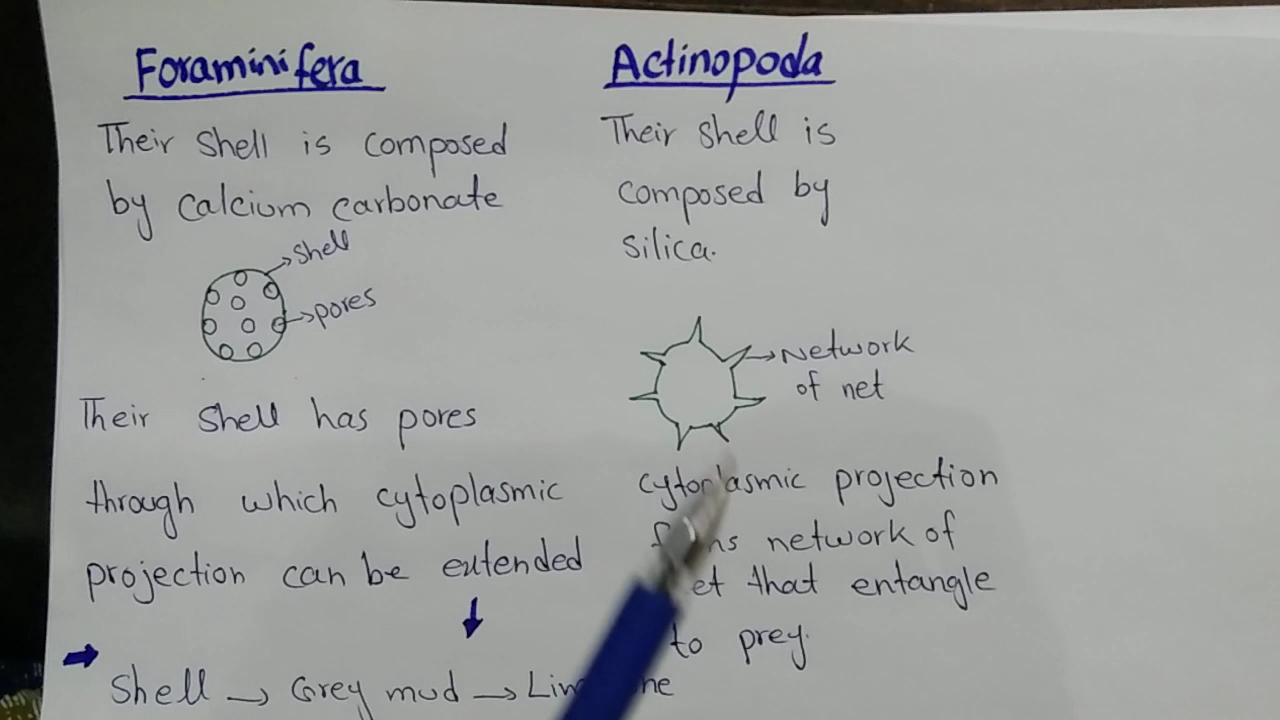 Foraminifera
Their Shell is composed
by calcium carbonate
shell
pores
Their Shell has pores
through which cytoplasmic
projection can be extended
Shell → Grey mud →
Actinopoda
Their shell is
composed by
silica.
Network
of net
cytoplasmic projection
network of
that entangle
to prey.